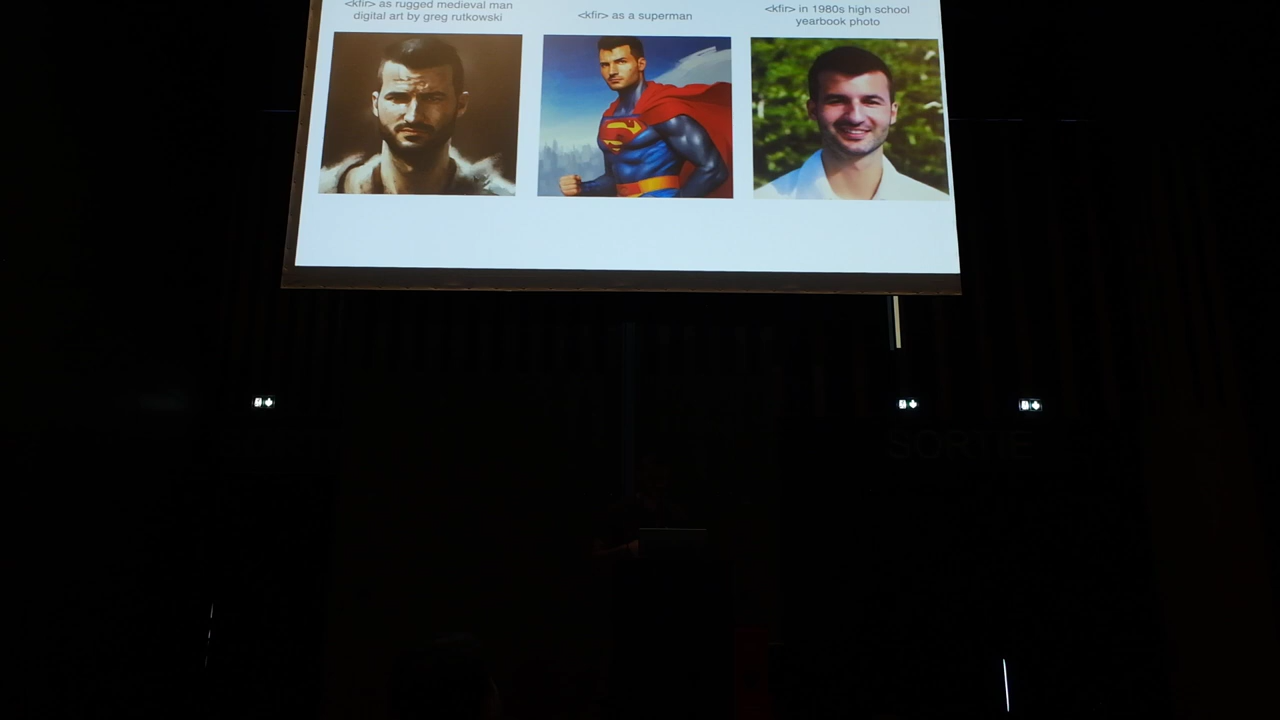 <kfir> as rugged medieval man
digital art by greg rutkowski
<kfir> as a superman
<kfir> in 1980s high school
yearbook photo
SORTIE